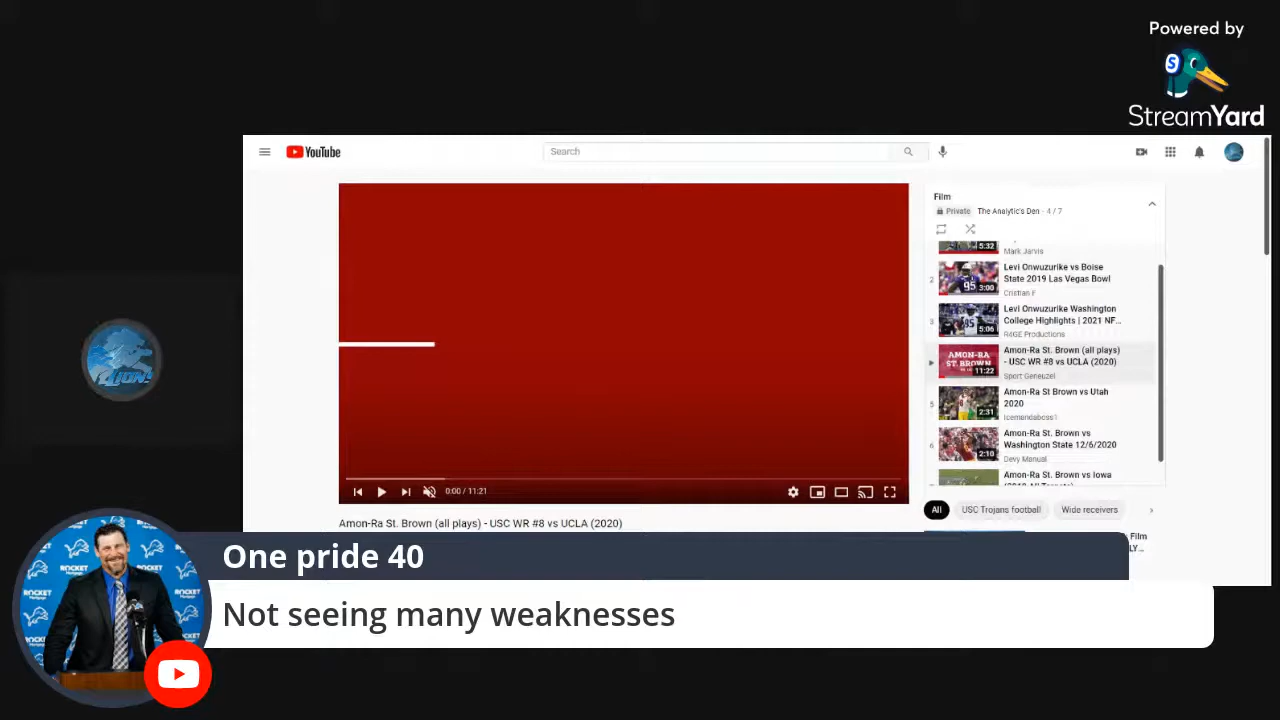 Powered by
StreamYard
YouTube
Search
Film
Private The Analytic's Den - 4 / 7
5:32
Mark Jarvis
2
Levi Onwuzurike vs Boise
State 2019 Las Vegas Bowl
95
3:00
Cristian F
3
Levi Onwuzurike Washington
College Highlights | 2021 NF...
5:06
R4GE Productions
AMON-RA
ST. BROWN
11:22
Amon-Ra St. Brown (all plays)
- USC WR #8 vs UCLA (2020)
Sport Geneuzel
5
Amon-Ra St Brown vs Utah
2020
2:31
Icemendaboss1
6
Amon-Ra St. Brown vs
Washington State 12/6/2020
2:10
Devy Manual
Amon-Ra St. Brown vs Iowa
0:00 / 11:21
All
USC Trojans football
Wide receivers
Amon-Ra St. Brown (all plays) - USC WR #8 vs UCLA (2020)
Film
One pride 40
Not seeing many weaknesses
ROCKET